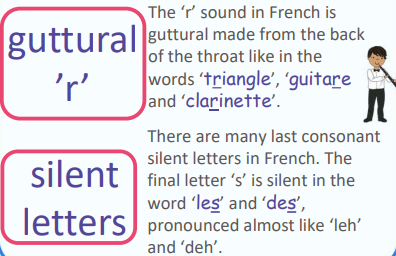 guttural
’r’
The ‘r’ sound in French is
guttural made from the back
of the throat like in the
words ‘triangle’, ‘guitare
and ‘clarinette’.
silent
letters
There are many last consonant
silent letters in French. The
final letter ‘s’ is silent in the
word ‘les’ and ‘des’,
pronounced almost like ‘leh’
and ‘deh’.